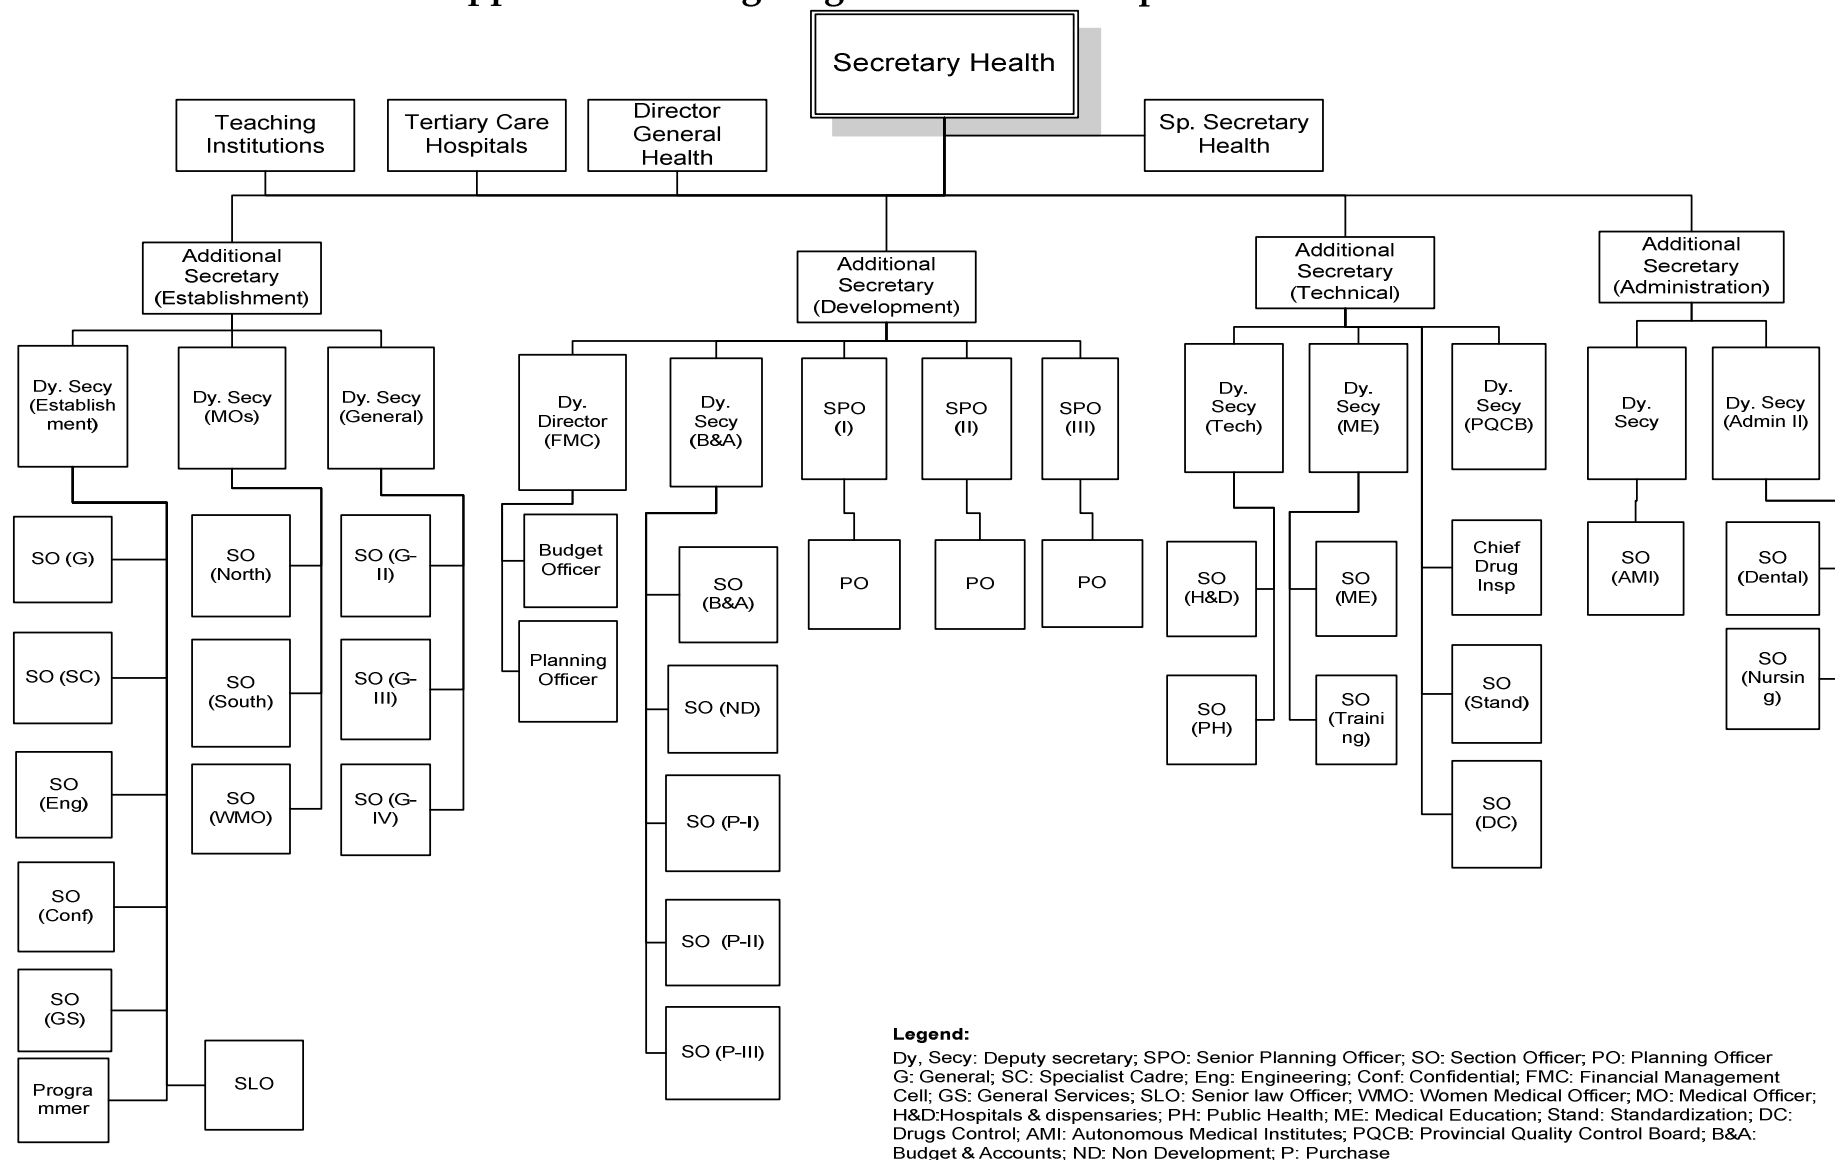 Secretary Health
Teaching
Institutions
Tertiary Care
Hospitals
Director
General
Health
Sp. Secretary
Health
Additional
Secretary
(Establishment)
Additional
Secretary
(Development)
Additional
Secretary
(Technical)
Additional
Secretary
(Administration)
Dy. Secy
(Establish
ment)
Dy. Secy
(MOs)
Dy. Secy
(General)
Dy.
Director
(FMC)
Dy.
Secy
(B&A)
SPO
(I)
SPO
(II)
SPO
(III)
Dy.
Secy
(Tech)
Dy.
Secy
(ME)
Dy.
Secy
(PQCB)
Dy.
Secy
Dy. Secy
(Admin II)
SO (G)
SO (SC)
SO
(Eng)
SO
(Conf)
SO
(GS)
Progra
mmer
SLO
SO
(North)
SO
(South)
SO
(WMO)
SO (G-
II)
SO (G-
III)
SO (G-
IV)
Budget
Officer
Planning
Officer
SO
(B&A)
SO (ND)
SO (P-I)
SO (P-II)
SO (P-III)
PO
PO
PO
SO
(H&D)
SO
(PH)
SO
(ME)
SO
(Traini
ng)
Chief
Drug
Insp
SO
(Stand)
SO
(DC)
SO
(AMI)
SO
(Dental)
SO
(Nursin
g)
Legend:
Dy, Secy: Deputy secretary; SPO: Senior Planning Officer; SO: Section Officer; PO: Planning Officer
G: General; SC: Specialist Cadre; Eng: Engineering; Conf: Confidential; FMC: Financial Management
Cell; GS: General Services; SLO: Senior law Officer; WMO: Women Medical Officer; MO: Medical Officer;
H&D:Hospitals & dispensaries; PH: Public Health; ME: Medical Education; Stand: Standardization; DC:
Drugs Control; AMI: Autonomous Medical Institutes; PQCB: Provincial Quality Control Board; B&A:
Budget & Accounts; ND: Non Development; P: Purchase